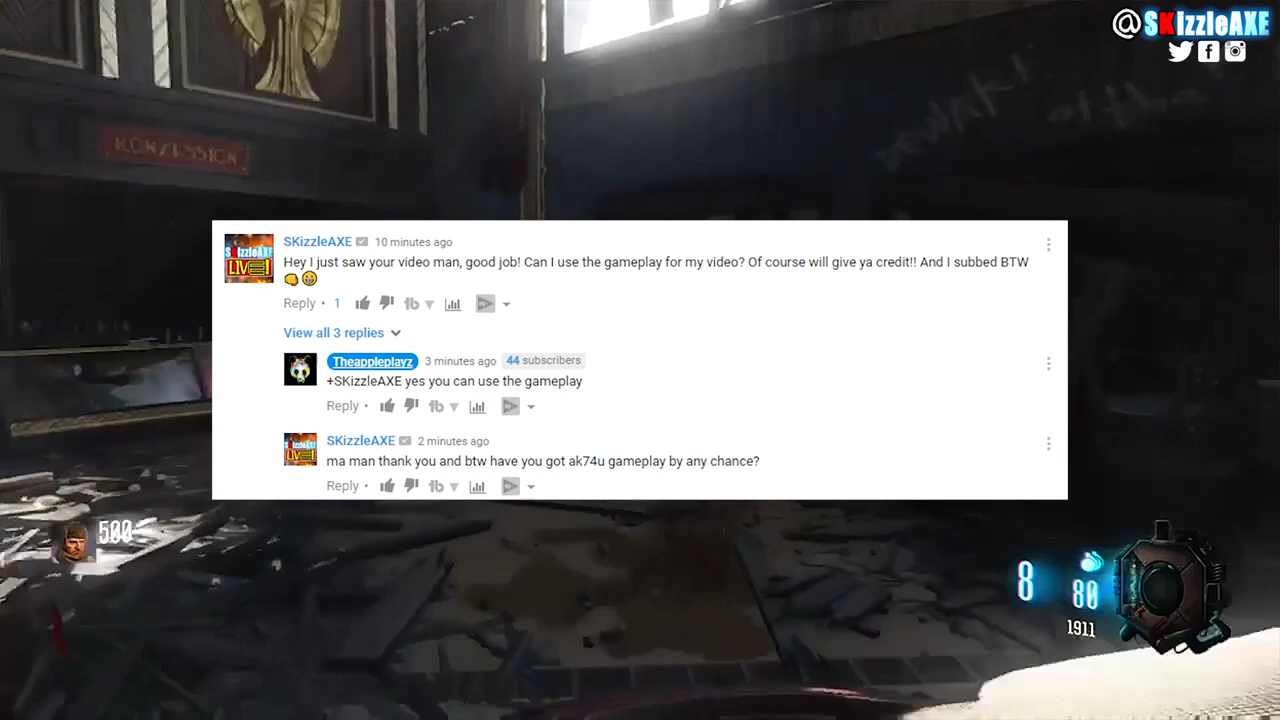 @SKizzleAXE
KONZESSION
SKizzleAXE 10 minutes ago
Hey I just saw your video man, good job! Can I use the gameplay for my video? Of course will give ya credit!! And I subbed BTW
👊😀
Reply • 1
View all 3 replies
Theappleplayz 3 minutes ago 44 subscribers
+SKizzleAXE yes you can use the gameplay
Reply •
SKizzleAXE 2 minutes ago
ma man thank you and btw have you got ak74u gameplay by any chance?
Reply •
500
8 80
1911